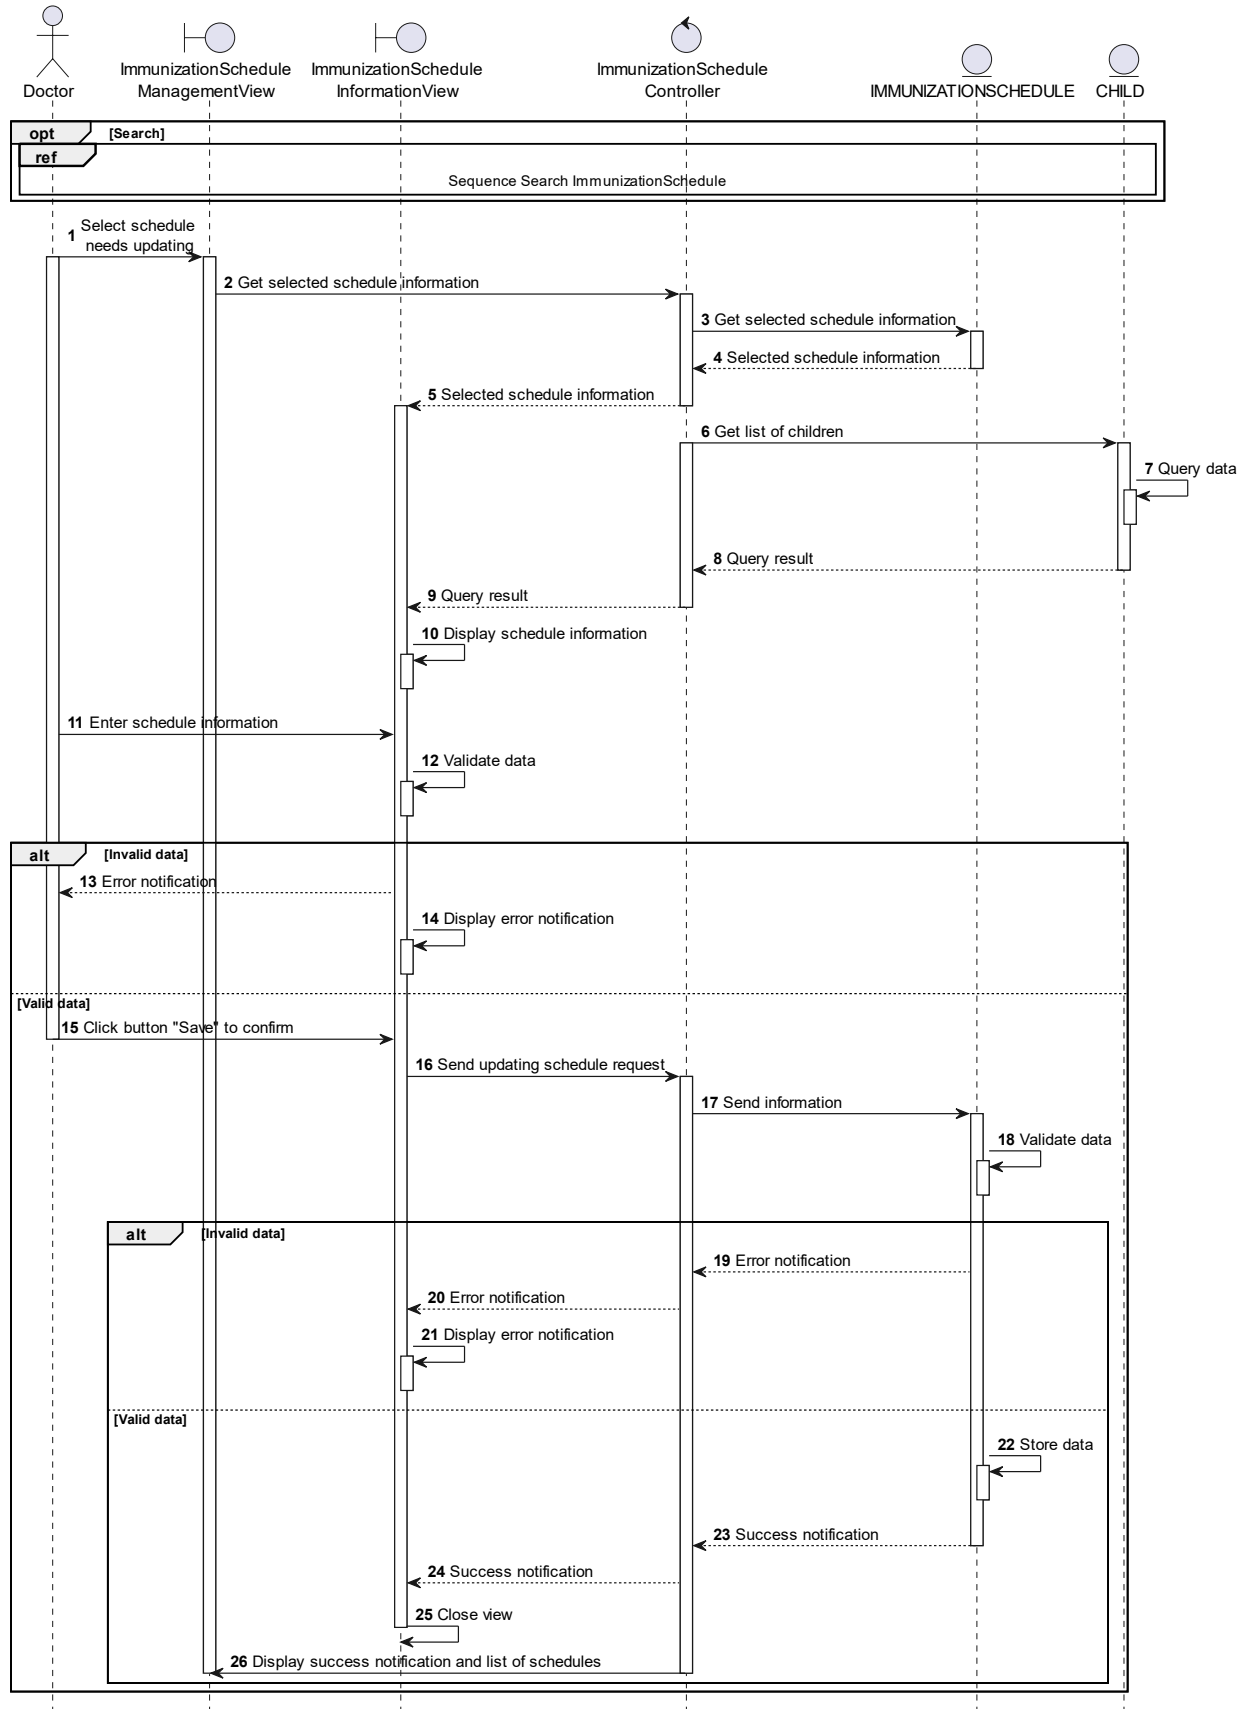 Doctor
ImmunizationSchedule
ManagementView
ImmunizationSchedule
InformationView
ImmunizationSchedule
Controller
IMMUNIZATIONSCHEDULE
CHILD
opt [Search]
ref
Sequence Search ImmunizationSchedule
1 Select schedule
needs updating
2 Get selected schedule information
3 Get selected schedule information
4 Selected schedule information
5 Selected schedule information
6 Get list of children
7 Query data
8 Query result
9 Query result
10 Display schedule information
11 Enter schedule information
12 Validate data
alt [Invalid data]
13 Error notification
14 Display error notification
[Valid data]
15 Click button "Save" to confirm
16 Send updating schedule request
17 Send information
18 Validate data
alt [Invalid data]
19 Error notification
20 Error notification
21 Display error notification
[Valid data]
22 Store data
23 Success notification
24 Success notification
25 Close view
26 Display success notification and list of schedules